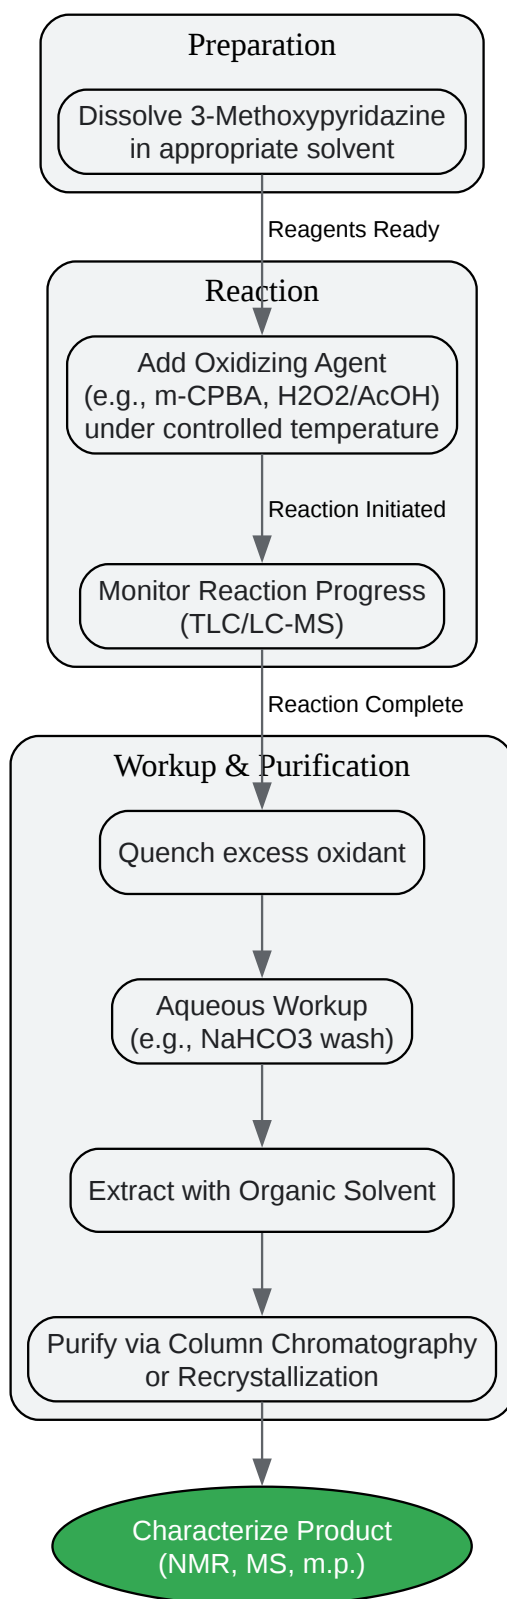 Preparation
Dissolve 3-Methoxypyridazine
in appropriate solvent
Reagents Ready
Reaction
Add Oxidizing Agent
(e.g., m-CPBA, H2O2/AcOH)
under controlled temperature
Reaction Initiated
Monitor Reaction Progress
(TLC/LC-MS)
Reaction Complete
Workup & Purification
Quench excess oxidant
Aqueous Workup
(e.g., NaHCO3 wash)
Extract with Organic Solvent
Purify via Column Chromatography
or Recrystallization
Characterize Product
(NMR, MS, m.p.)